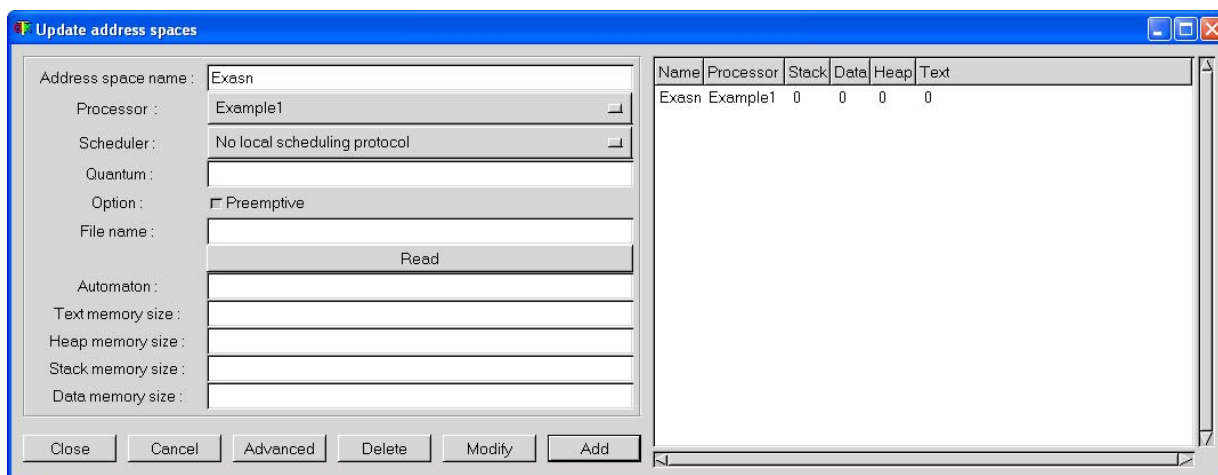 Update address spaces
Address space name : Exasn
Processor : Example1
Scheduler : No local scheduling protocol
Quantum :
Option : Preemptive
File name :
Read
Automaton :
Text memory size :
Heap memory size :
Stack memory size :
Data memory size :
Close Cancel Advanced Delete Modify Add
Name Processor Stack Data Heap Text
Exasn Example1 0 0 0 0